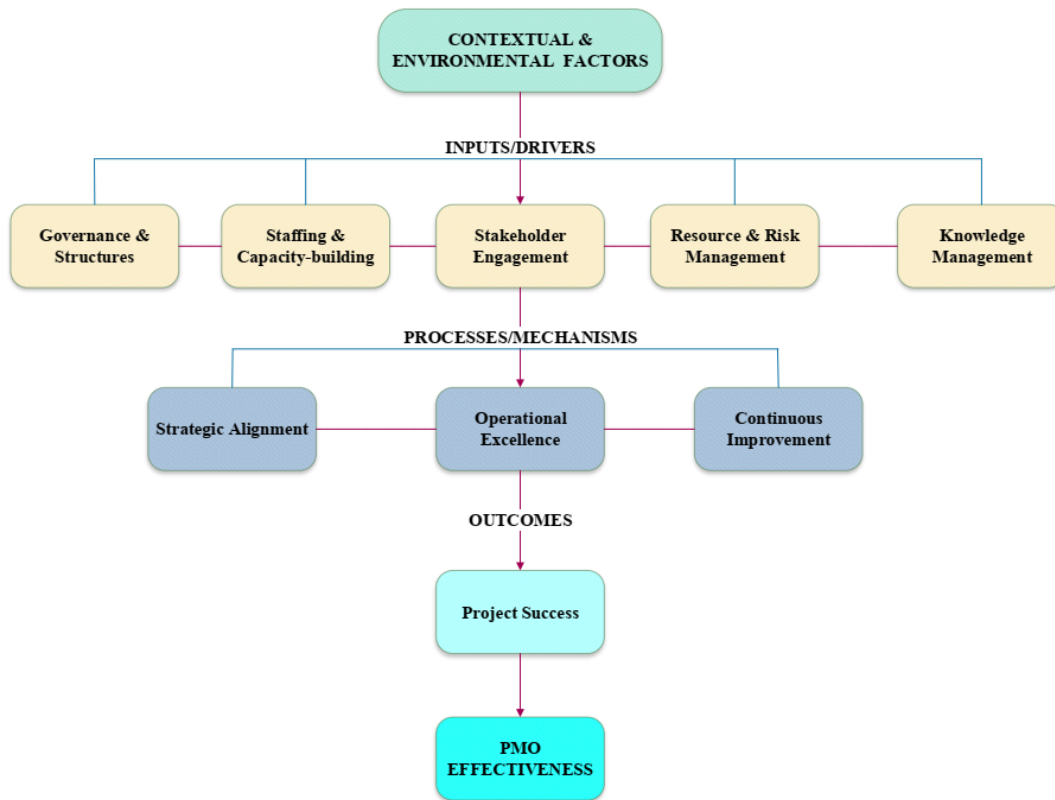 CONTEXTUAL &
ENVIRONMENTAL FACTORS
INPUTS/DRIVERS
Governance &
Structures
Staffing &
Capacity-building
Stakeholder
Engagement
Resource & Risk
Management
Knowledge
Management
PROCESSES/MECHANISMS
Strategic Alignment
Operational
Excellence
Continuous
Improvement
OUTCOMES
Project Success
PMO
EFFECTIVENESS